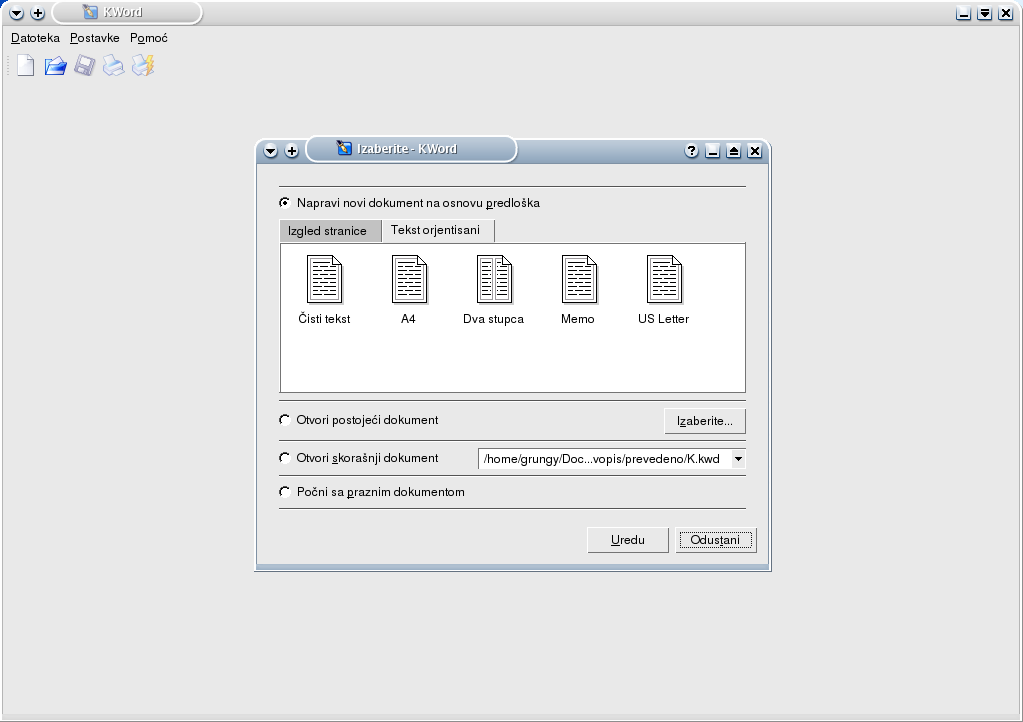 KWord
Datoteka Postavke Pomoć
Izaberite - KWord
Napravi novi dokument na osnovu predloška
Izgled stranice Tekst orjentisani
Čisti tekst A4 Dva stupca Memo US Letter
Otvori postojeći dokument Izaberite...
Otvori skorašnji dokument /home/grungy/Doc...vopis/prevedeno/K.kwd
Počni sa praznim dokumentom
Uredu Odustani